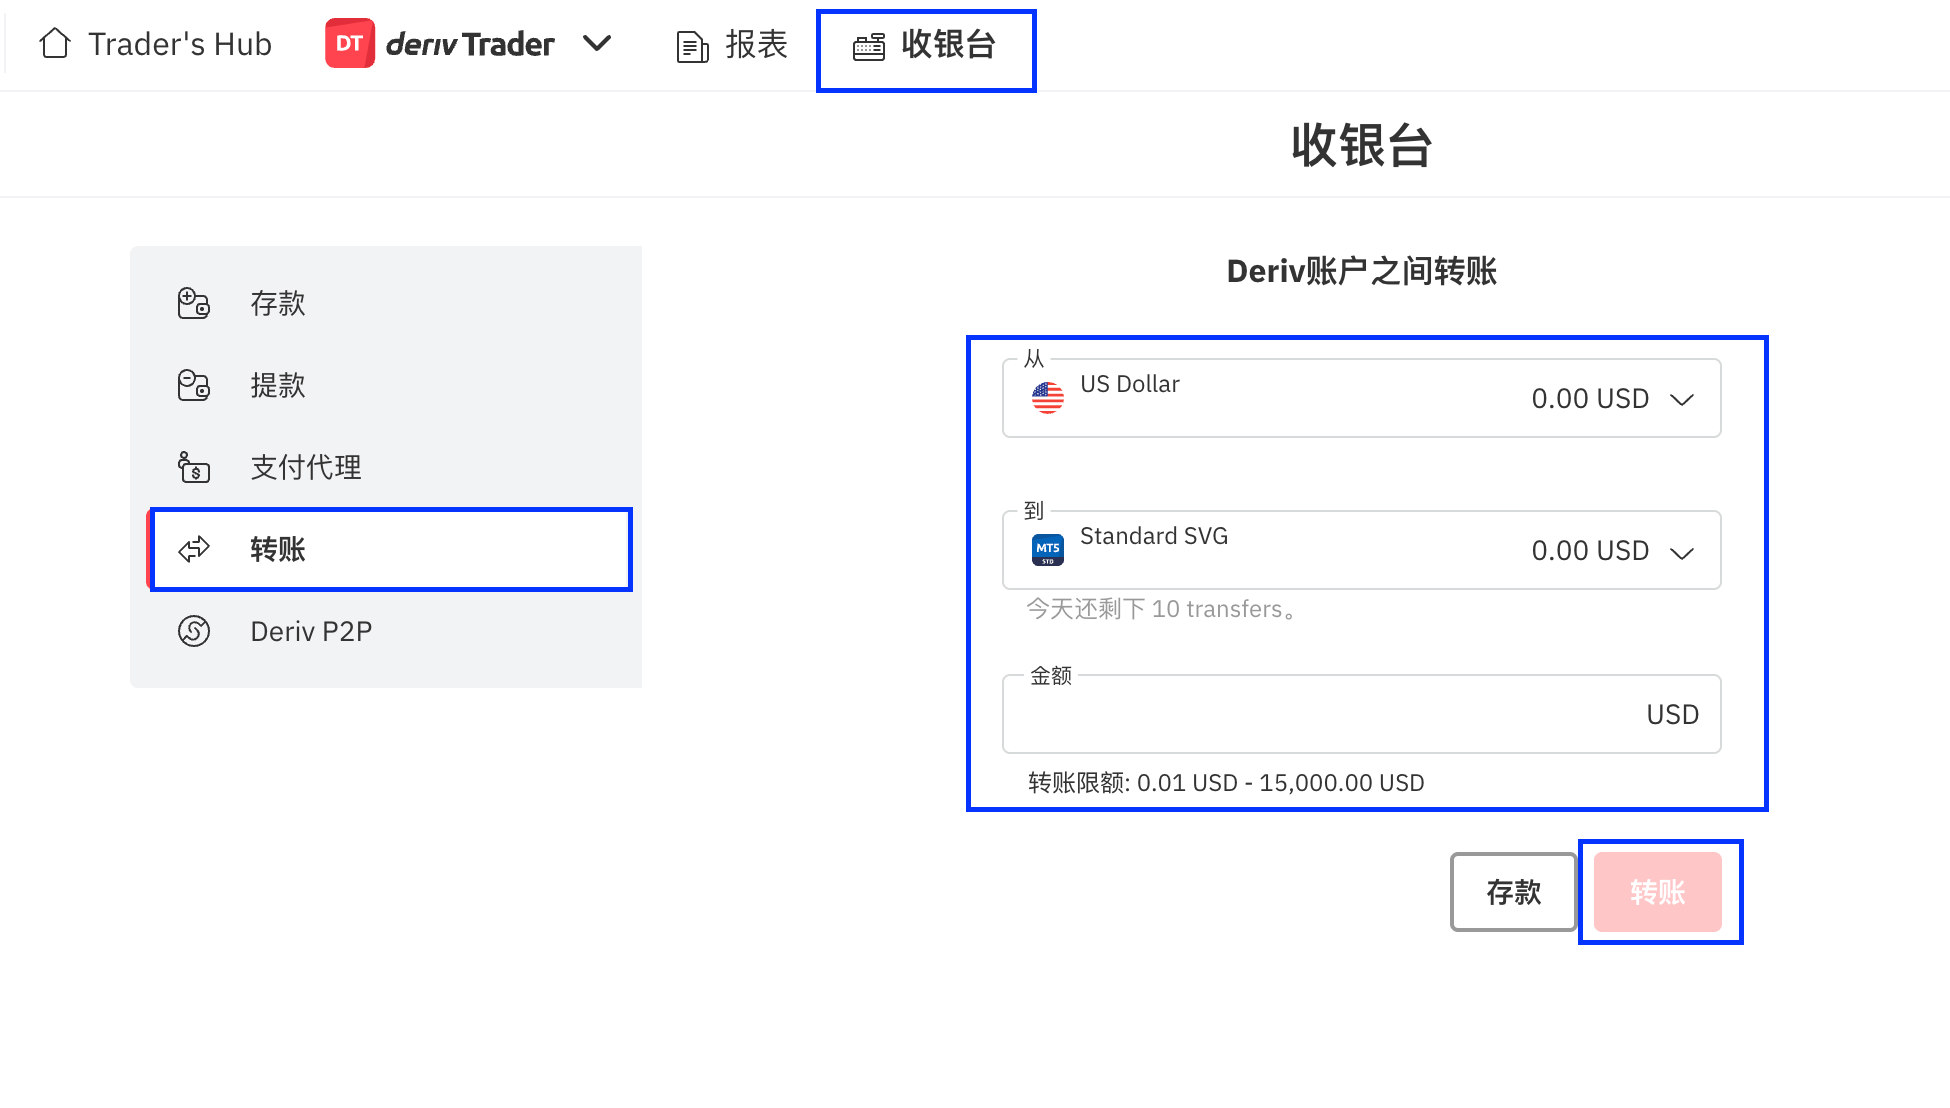 Trader's Hub
DT deriv Trader
报表
收银台
收银台
存款
提款
支付代理
转账
Deriv P2P
Deriv账户之间转账
从
US Dollar
0.00 USD
到
MT5
STD
Standard SVG
0.00 USD
今天还剩下 10 transfers。
金额
USD
转账限额: 0.01 USD - 15,000.00 USD
存款
转账